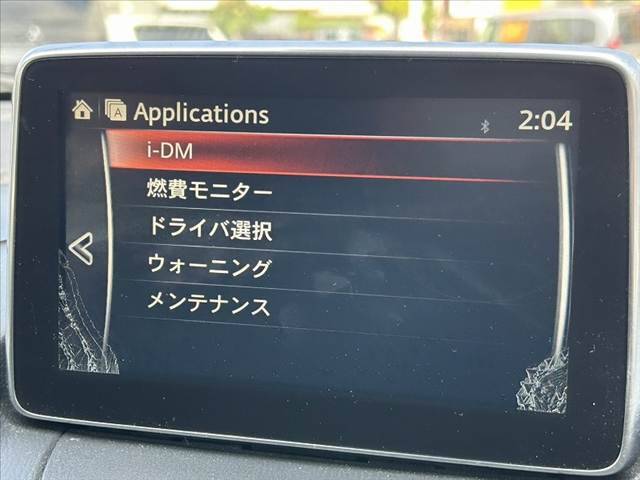 A Applications
2:04
i-DM
燃費モニター
ドライバ選択
ウォーニング
メンテナンス